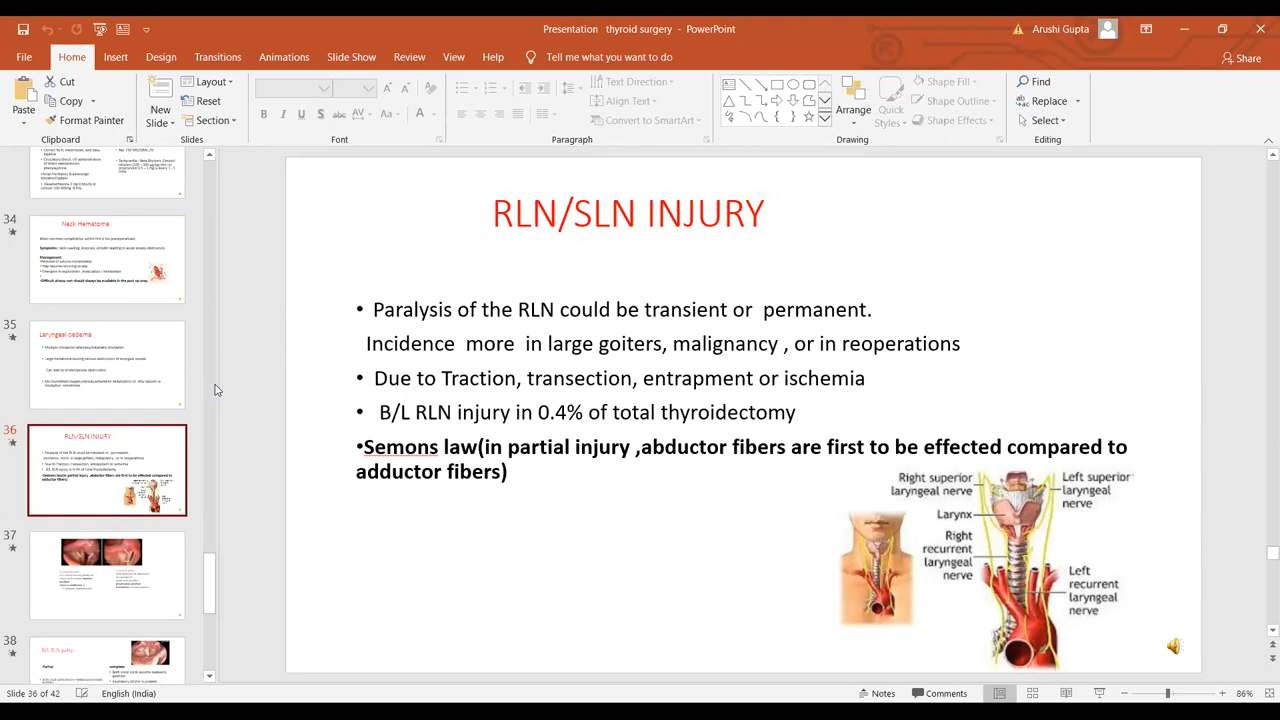 Presentation thyroid surgery - PowerPoint
Arushi Gupta
File Home Insert Design Transitions Animations Slide Show Review View Help Tell me what you want to do Share
Paste
Cut
Copy
Format Painter
Clipboard
New Slide
Layout
Reset
Section
Slides
Font
Text Direction
Align Text
Convert to SmartArt
Paragraph
Arrange
Quick Styles
Shape Fill
Shape Outline
Shape Effects
Drawing
Find
Replace
Select
Editing
34
Neck Hematoma
Symptoms:
Management:
35
Laryngeal oedema
36
RLN/SLN INJURY
37
38
B/L RLN injury
Partial
complete
RLN/SLN INJURY
• Paralysis of the RLN could be transient or permanent.
Incidence more in large goiters, malignancy , or in reoperations
• Due to Traction, transection, entrapment or ischemia
• B/L RLN injury in 0.4% of total thyroidectomy
•Semons law(in partial injury ,abductor fibers are first to be effected compared to
adductor fibers)
Right superior
laryngeal nerve
Left superior
laryngeal
nerve
Larynx
Right
recurrent
laryngeal
nerve
Left
recurrent
laryngeal
nerve
Slide 36 of 42 English (India) Notes Comments 86%